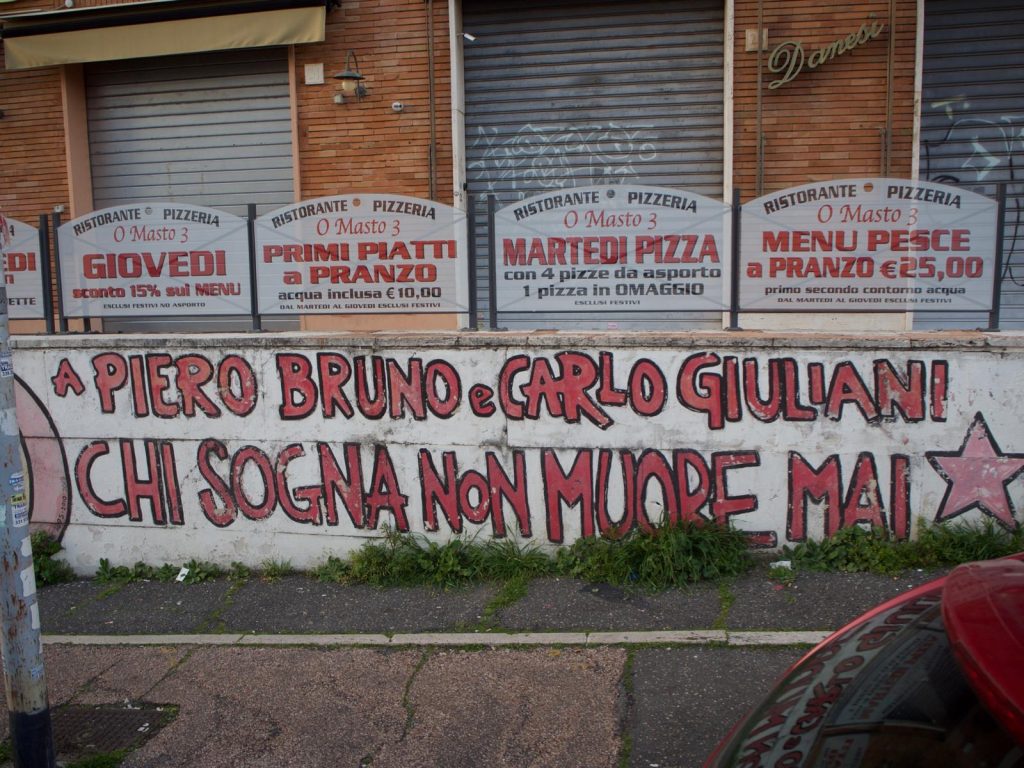 Danesi
EDI
ETTE
RISTORANTE PIZZERIA
O Masto 3
GIOVEDI
sconto 15% sul MENU
ESCLUSI FESTIVI NO ASPORTO
RISTORANTE PIZZERIA
O Masto 3
PRIMI PIATTI
a PRANZO
acqua inclusa €10,00
DAL MARTEDI AL GIOVEDI ESCLUSI FESTIVI
RISTORANTE PIZZERIA
O Masto 3
MARTEDI PIZZA
con 4 pizze da asporto
1 pizza in OMAGGIO
ESCLUSI FESTIVI
RISTORANTE PIZZERIA
O Masto 3
MENU PESCE
a PRANZO €25,00
primo secondo contorno acqua
DAL MARTEDI AL GIOVEDI ESCLUSI FESTIVI
A PIERO BRUNO e CARLO GIULIANI
CHI SOGNA NON MUORE MAI